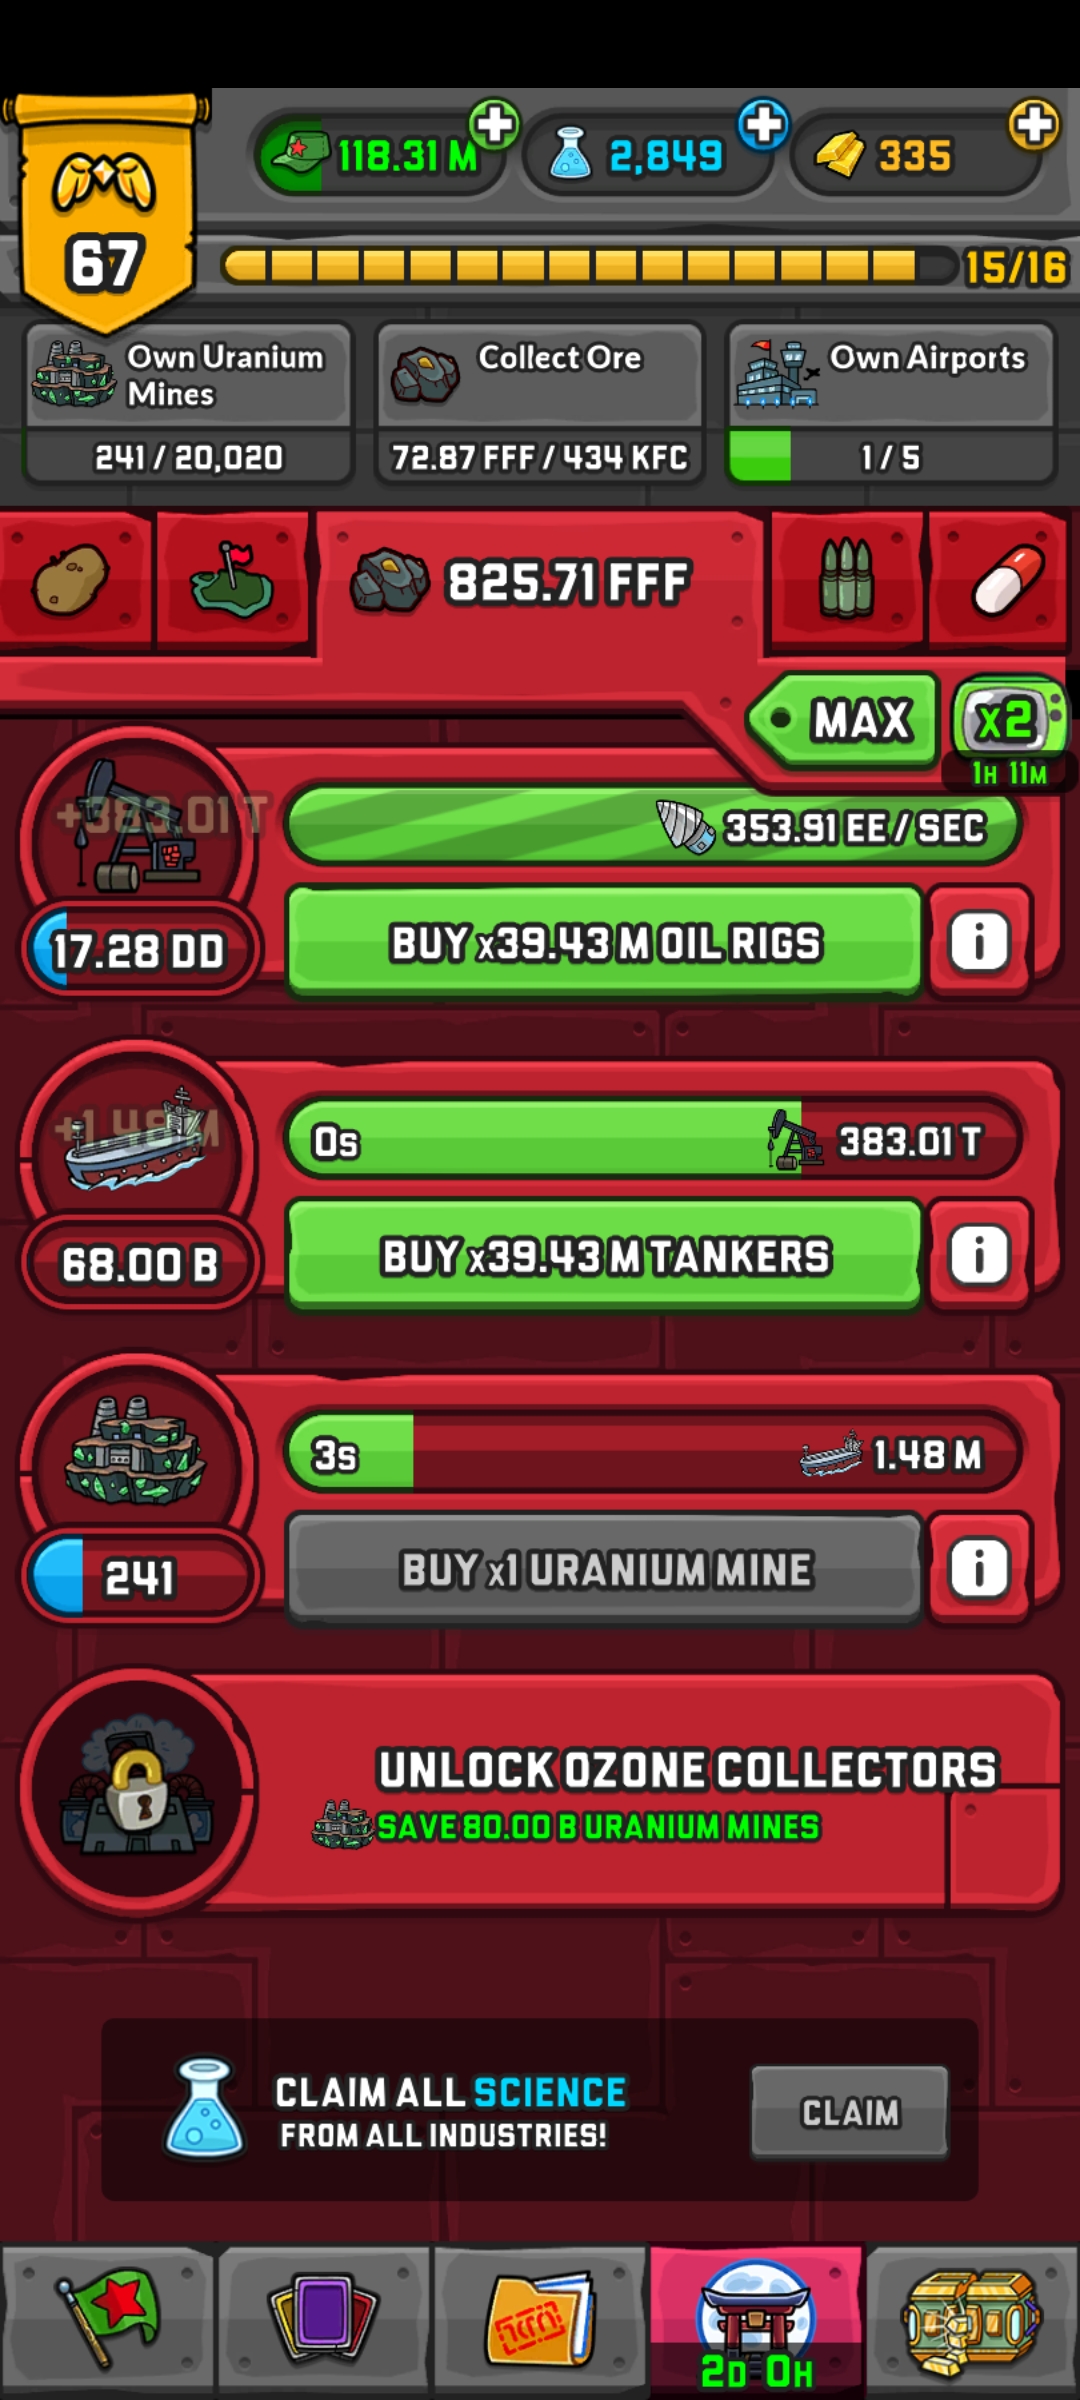 118.31 M
2,849
335
67
15/16
Own Uranium
Mines
241 / 20,020
Collect Ore
72.87 FFF / 434 KFC
Own Airports
1 / 5
825.71 FFF
MAX
x2
1H 11M
+383.01 T
353.91 EE / SEC
17.28 DD
BUY x39.43 M OIL RIGS
i
+1.48 M
0s
383.01 T
68.00 B
BUY x39.43 M TANKERS
i
3s
1.48 M
241
BUY x1 URANIUM MINE
i
UNLOCK OZONE COLLECTORS
SAVE 80.00 B URANIUM MINES
CLAIM ALL SCIENCE
FROM ALL INDUSTRIES!
CLAIM
2D 0H